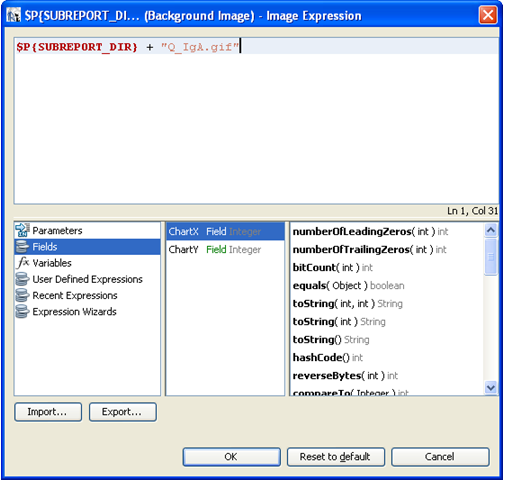 $P{SUBREPORT_DI... (Background Image) - Image Expression
$P{SUBREPORT_DIR} + "Q_IgA.gif"
Ln 1, Col 31
Parameters
Fields
fx Variables
User Defined Expressions
Recent Expressions
Expression Wizards
ChartX Field Integer
ChartY Field Integer
numberOfLeadingZeros( int ) int
numberOfTrailingZeros( int ) int
bitCount( int ) int
equals( Object ) boolean
toString( int, int ) String
toString( int ) String
toString() String
hashCode() int
reverseBytes( int ) int
compareTo( Integer ) int
Import...
Export...
OK
Reset to default
Cancel